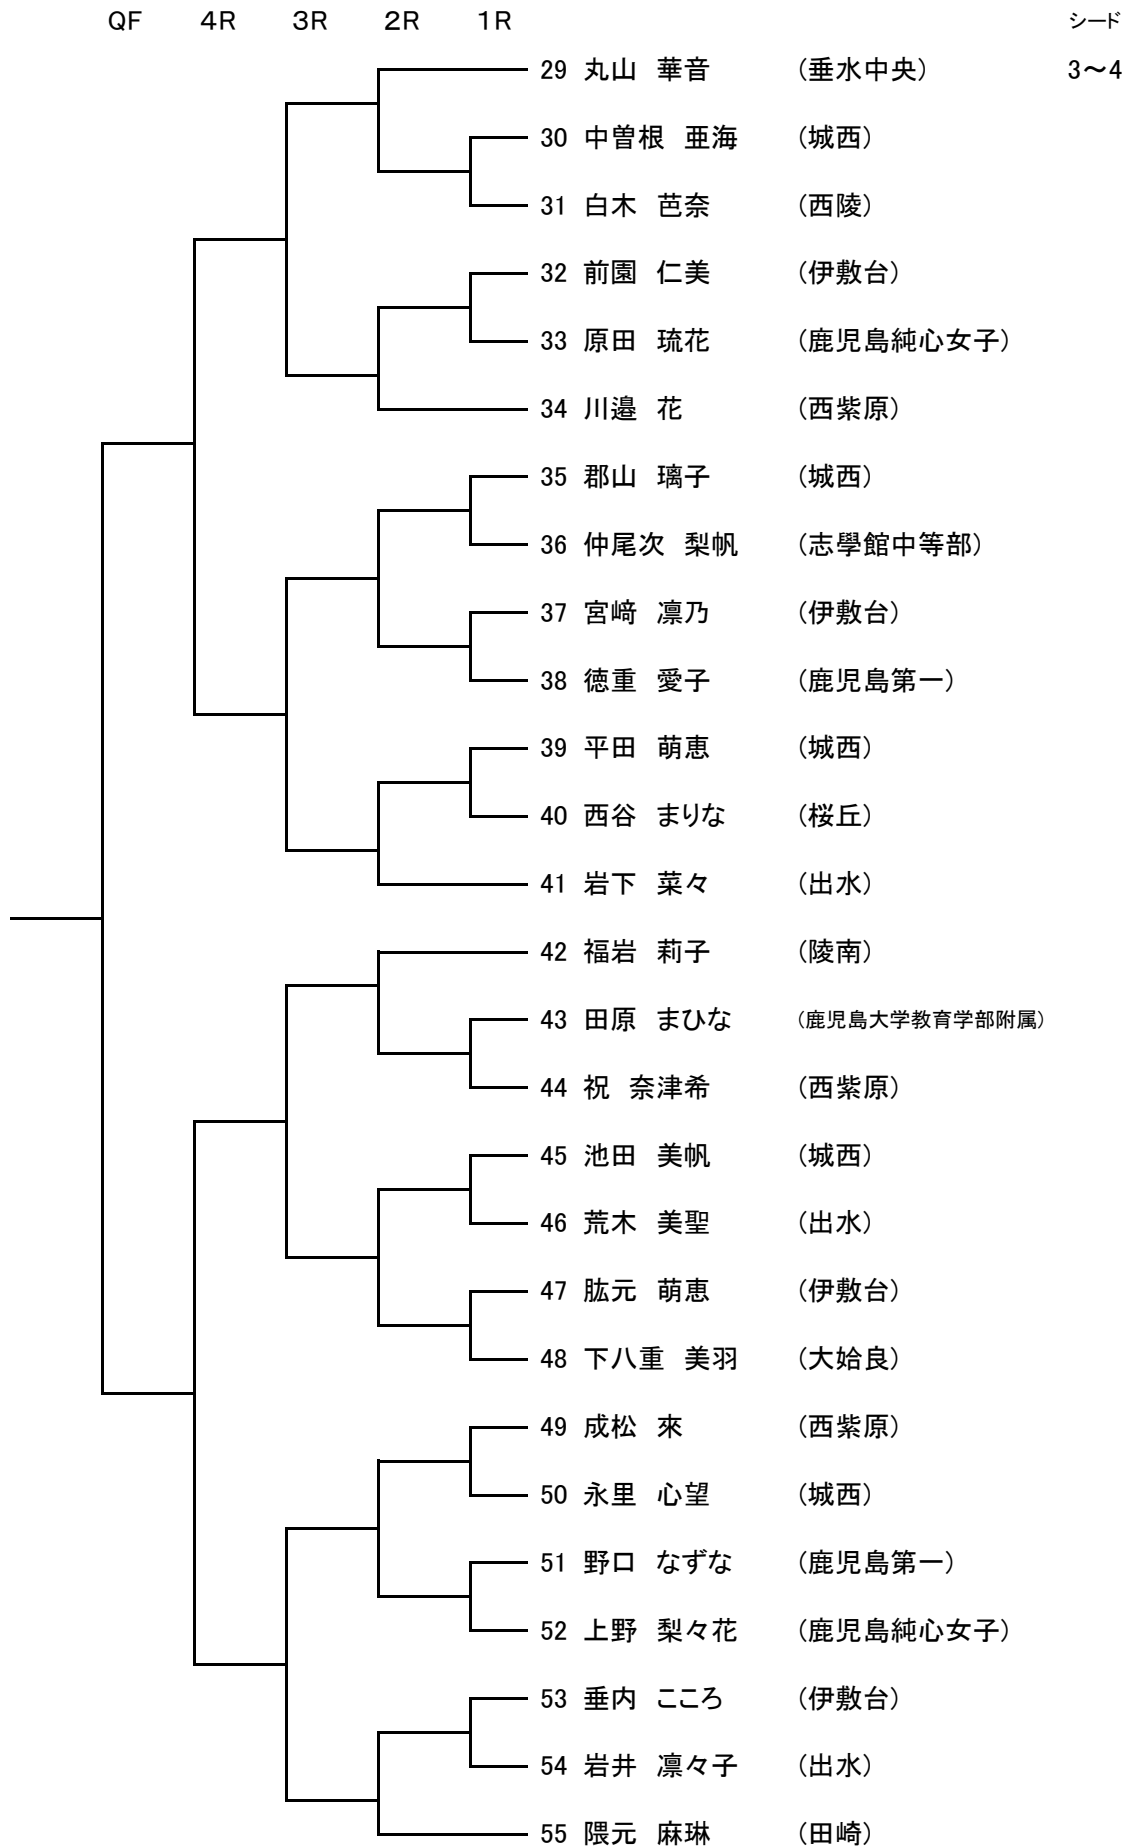 QF　４R　３R　２R　１R　シード
29 丸山　華音 (垂水中央) 3～4
30 中曽根　亜海 (城西)
31 白木　芭奈 (西陵)
32 前園　仁美 (伊敷台)
33 原田　琉花 (鹿児島純心女子)
34 川邉　花 (西紫原)
35 郡山　璃子 (城西)
36 仲尾次　梨帆 (志學館中等部)
37 宮﨑　凛乃 (伊敷台)
38 徳重　愛子 (鹿児島第一)
39 平田　萌恵 (城西)
40 西谷　まりな (桜丘)
41 岩下　菜々 (出水)
42 福岩　莉子 (陵南)
43 田原　まひな (鹿児島大学教育学部附属)
44 祝　奈津希 (西紫原)
45 池田　美帆 (城西)
46 荒木　美聖 (出水)
47 肱元　萌恵 (伊敷台)
48 下八重　美羽 (大姶良)
49 成松　來 (西紫原)
50 永里　心望 (城西)
51 野口　なずな (鹿児島第一)
52 上野　梨々花 (鹿児島純心女子)
53 垂内　こころ (伊敷台)
54 岩井　凛々子 (出水)
55 隈元　麻琳 (田崎)